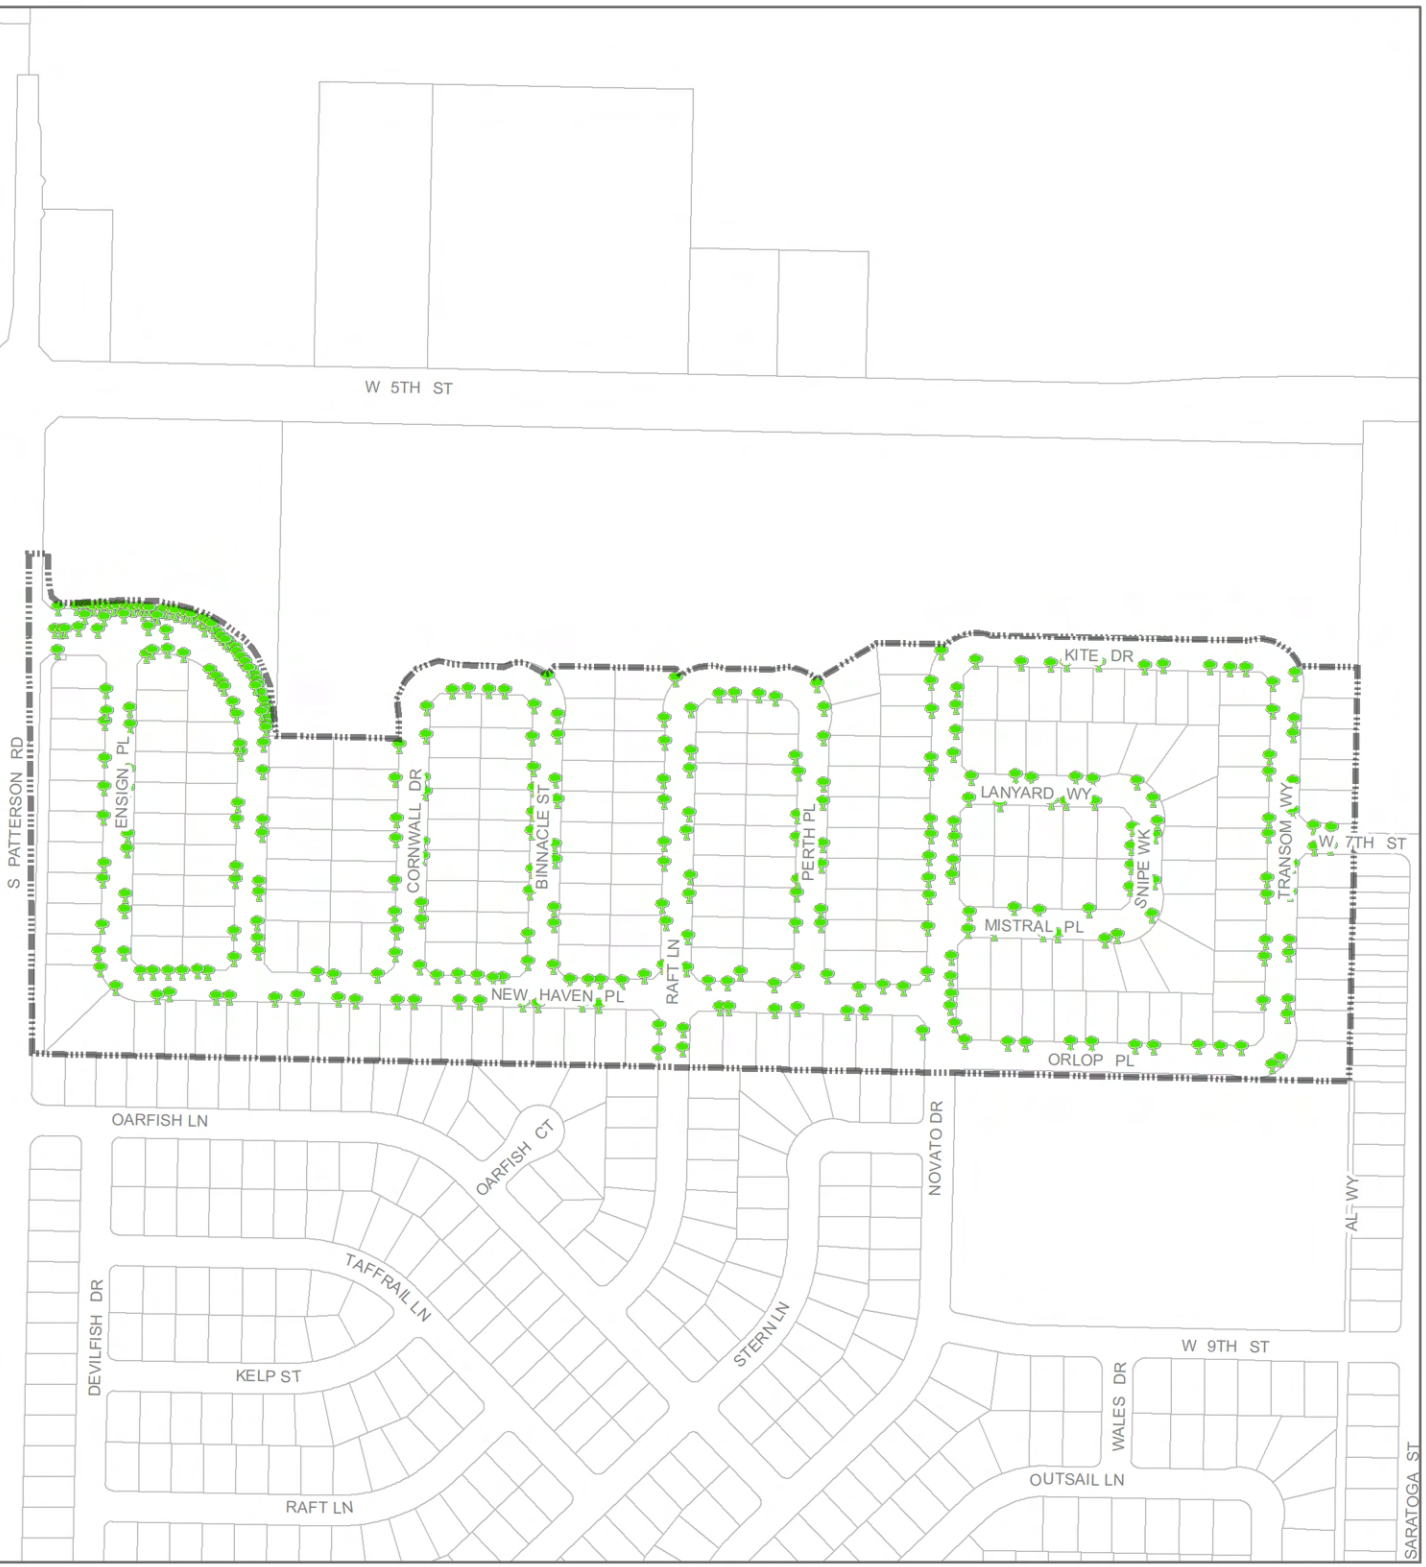 W 5TH ST
KITE DR
S PATTERSON RD
ENSIGN PL
CORNWALL DR
BINNACLE ST
PERTH PL
LANYARD WY
SNIPE WK
TRANSOM WY
W 7TH ST
MISTRAL PL
RAFT LN
NEW HAVEN PL
ORLOP PL
OARFISH LN
OARFISH CT
NOVATO DR
AL WY
TAFFRAIL LN
DEVILFISH DR
STERN LN
W 9TH ST
KELP ST
WALES DR
OUTSAIL LN
RAFT LN
SARATOGA ST